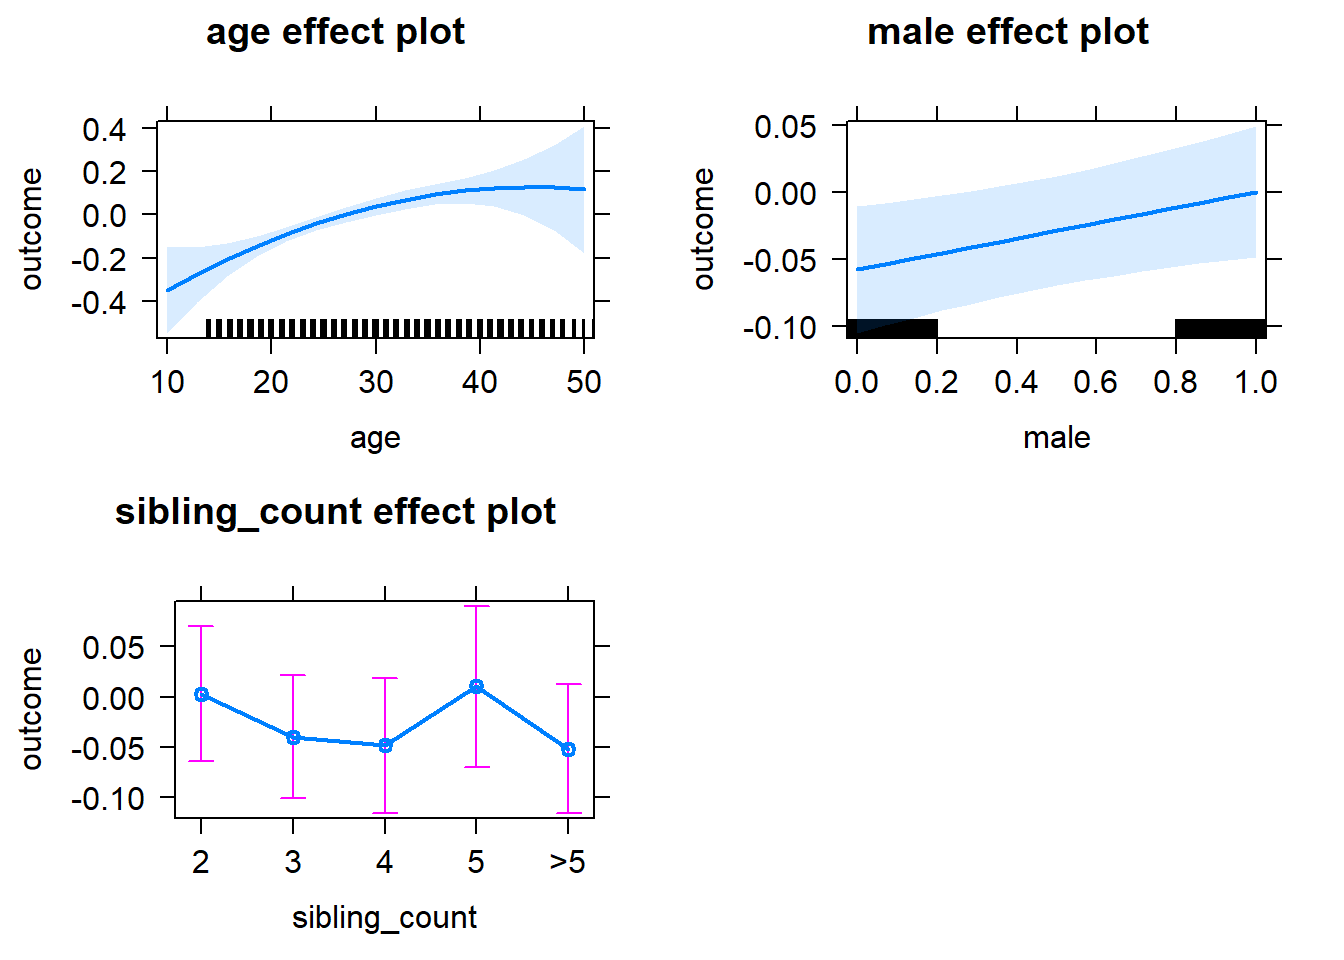 age effect plot
outcome
0.4
0.2
0.0
-0.2
-0.4
10 20 30 40 50
age
male effect plot
outcome
0.05
0.00
-0.05
-0.10
0.0 0.2 0.4 0.6 0.8 1.0
male
sibling_count effect plot
outcome
0.05
0.00
-0.05
-0.10
2 3 4 5 >5
sibling_count